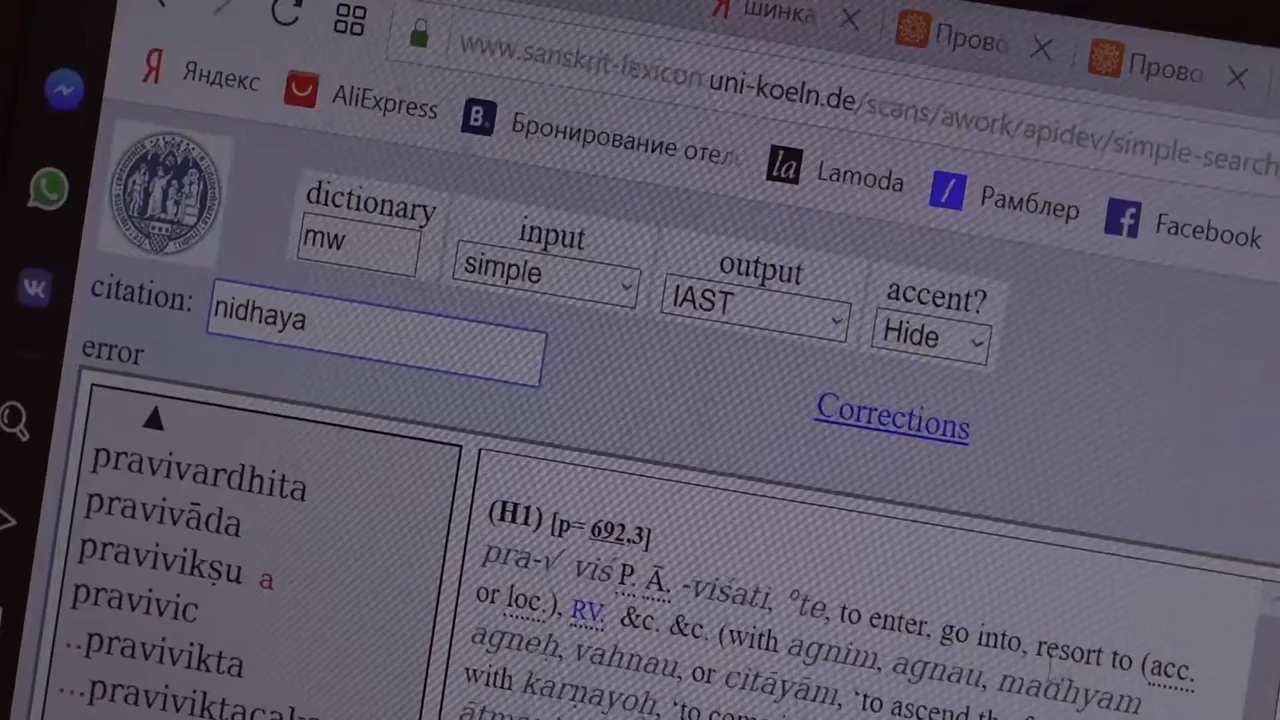 шинка Прово Прово
www.sanskrit-lexicon.uni-koeln.de/scans/awork/apidev/simple-search
Яндекс AliExpress B. Бронирование отел la Lamoda Рамблер Facebook
dictionary input output accent?
mw simple IAST Hide
citation: nidhaya
error
Corrections
▲
pravivardhita
pravivāda
pravivikṣu a
pravivic
..pravivikta
...praviviktacak
(H1) [p= 692,3]
pra-√ viś P. Ā. -viśati, °te, to enter, go into, resort to (acc.
or loc.), RV. &c. &c. (with agnim, agnau, madhyam
agneḥ, vahnau, or citāyām, 'to ascend the
with karṇayoḥ, 'to com